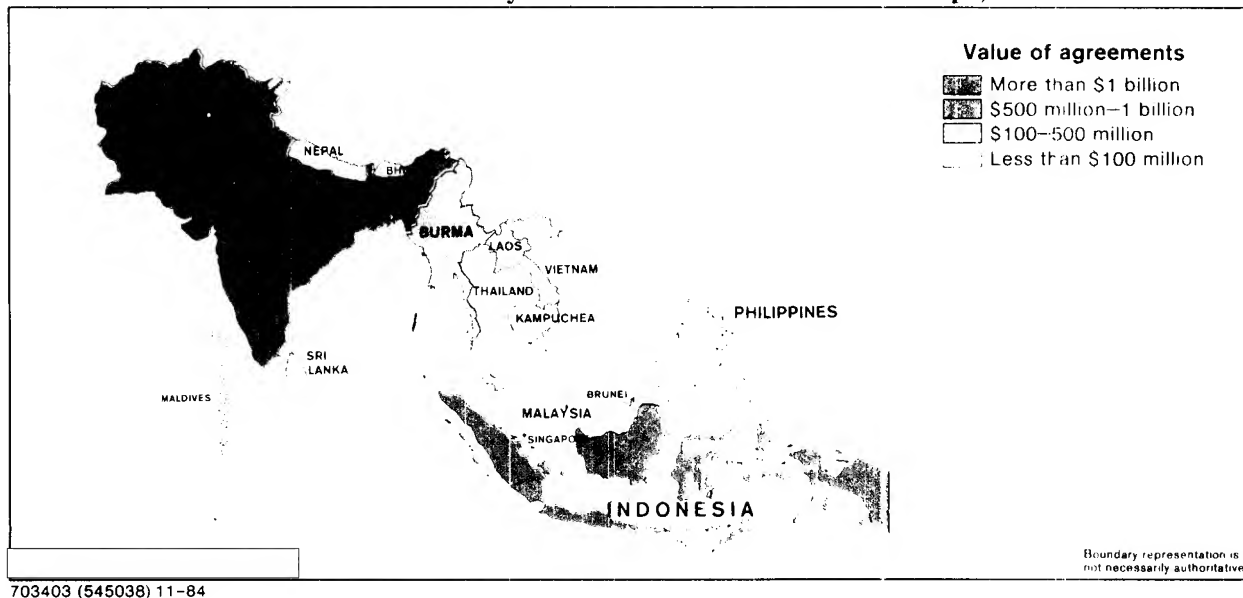 Value of agreements
More than $1 billion
$500 million–1 billion
$100–500 million
Less than $100 million
NEPAL
BH
BURMA
LAOS
VIETNAM
THAILAND
KAMPUCHEA
PHILIPPINES
SRI
LANKA
MALDIVES
BRUNEI
MALAYSIA
SINGAPO
INDONESIA
Boundary representation is
not necessarily authoritative
703403 (545038) 11-84